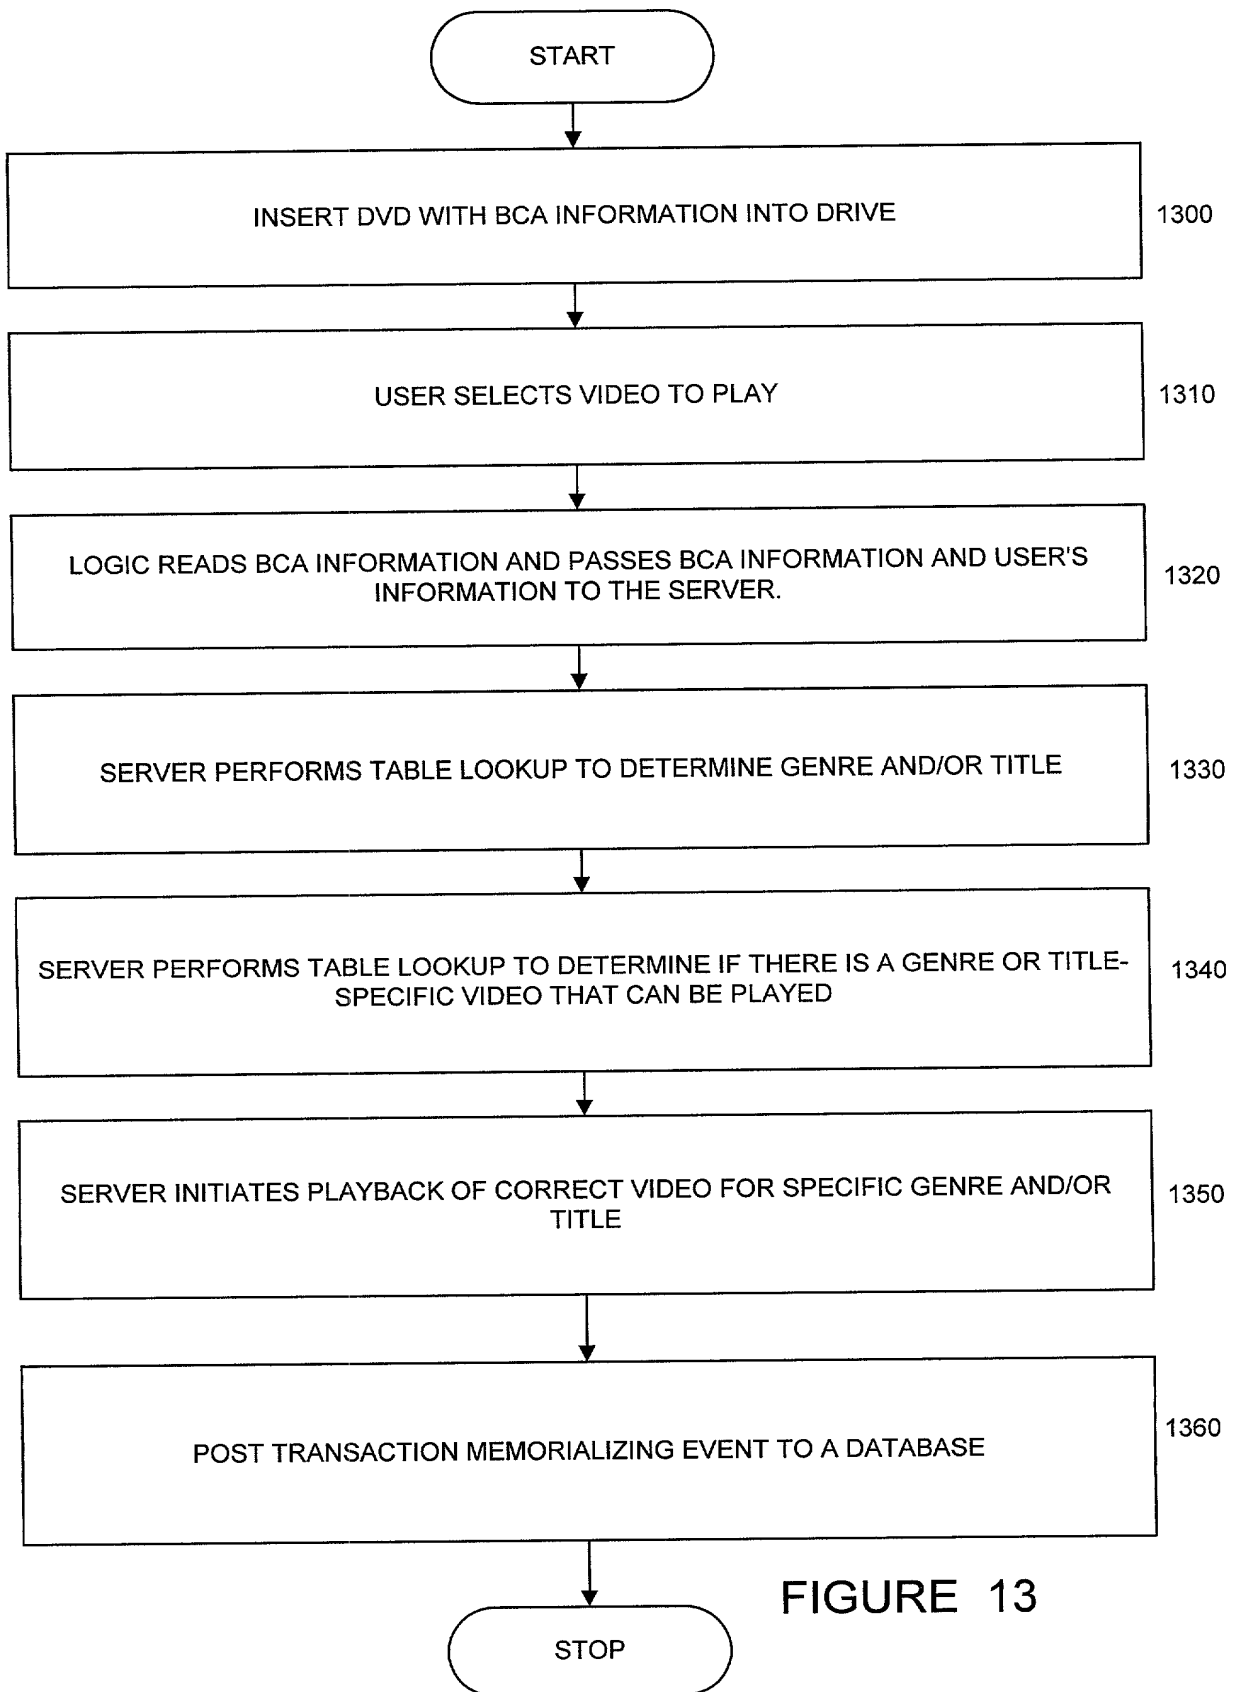 START
INSERT DVD WITH BCA INFORMATION INTO DRIVE
1300
USER SELECTS VIDEO TO PLAY
1310
LOGIC READS BCA INFORMATION AND PASSES BCA INFORMATION AND USER'S
INFORMATION TO THE SERVER.
1320
SERVER PERFORMS TABLE LOOKUP TO DETERMINE GENRE AND/OR TITLE
1330
SERVER PERFORMS TABLE LOOKUP TO DETERMINE IF THERE IS A GENRE OR TITLE-
SPECIFIC VIDEO THAT CAN BE PLAYED
1340
SERVER INITIATES PLAYBACK OF CORRECT VIDEO FOR SPECIFIC GENRE AND/OR
TITLE
1350
POST TRANSACTION MEMORIALIZING EVENT TO A DATABASE
1360
FIGURE 13
STOP